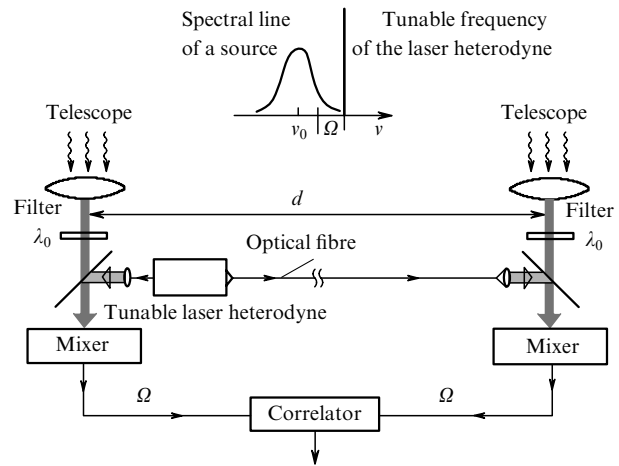 Spectral line
of a source
Tunable frequency
of the laser heterodyne
ν₀
Ω
ν
Telescope
Telescope
Filter
λ₀
d
Filter
λ₀
Optical fibre
Tunable laser heterodyne
Mixer
Mixer
Ω
Ω
Correlator